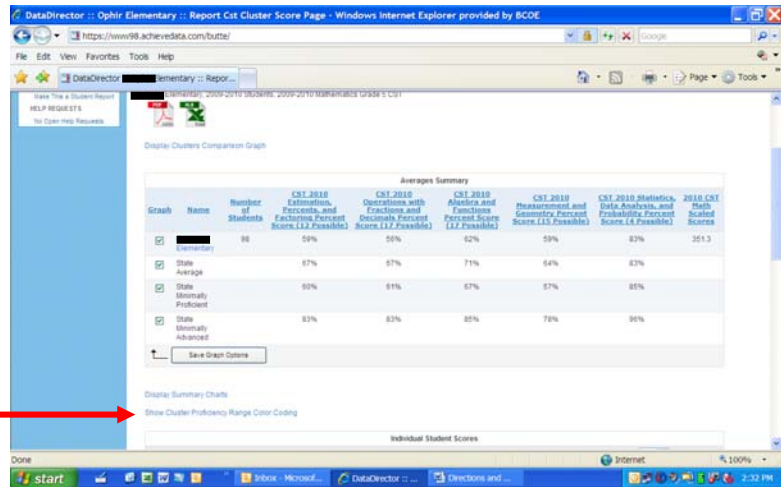 DataDirector :: Ophir Elementary :: Report Cst Cluster Score Page - Windows Internet Explorer provided by BCOE
https://www98.achievedata.com/butte/
Google
File Edit View Favorites Tools Help
DataDirector ementary :: Repor...
Page Tools
Make This a Student Report
HELP REQUESTS
No Open Help Requests
Elementary, 2009-2010 Students, 2009-2010 Mathematics Grade 5 CST
Display Clusters Comparison Graph
Averages Summary
Graph Name Number of Students CST 2010 Estimation, Percents, and Factoring Percent Score (12 Possible) CST 2010 Operations with Fractions and Decimals Percent Score (17 Possible) CST 2010 Algebra and Functions Percent Score (17 Possible) CST 2010 Measurement and Geometry Percent Score (15 Possible) CST 2010 Statistics, Data Analysis, and Probability Percent Score (4 Possible) 2010 CST Math Scaled Scores
Elementary 98 59% 56% 62% 59% 83% 351.3
State Average 67% 67% 71% 64% 83%
State Minimally Proficient 60% 61% 67% 57% 85%
State Minimally Advanced 83% 83% 85% 78% 96%
Save Graph Options
Display Summary Charts
Show Cluster Proficiency Range Color Coding
Individual Student Scores
Done Internet 100%
start Inbox - Microsof... DataDirector :: ... Directions and ... 2:32 PM